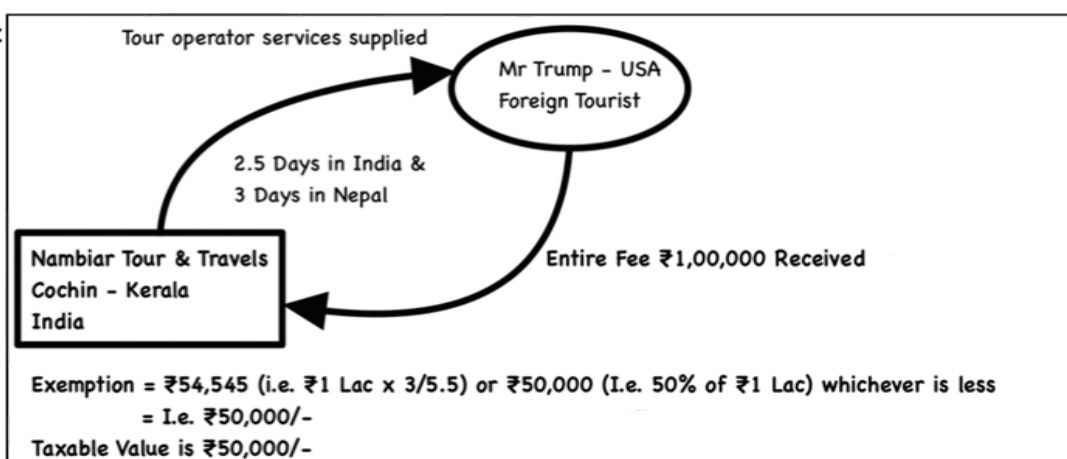 Tour operator services supplied
Mr Trump - USA
Foreign Tourist
2.5 Days in India &
3 Days in Nepal
Nambiar Tour & Travels
Cochin - Kerala
India
Entire Fee ₹1,00,000 Received
Exemption = ₹54,545 (i.e. ₹1 Lac x 3/5.5) or ₹50,000 (I.e. 50% of ₹1 Lac) whichever is less
= I.e. ₹50,000/-
Taxable Value is ₹50,000/-